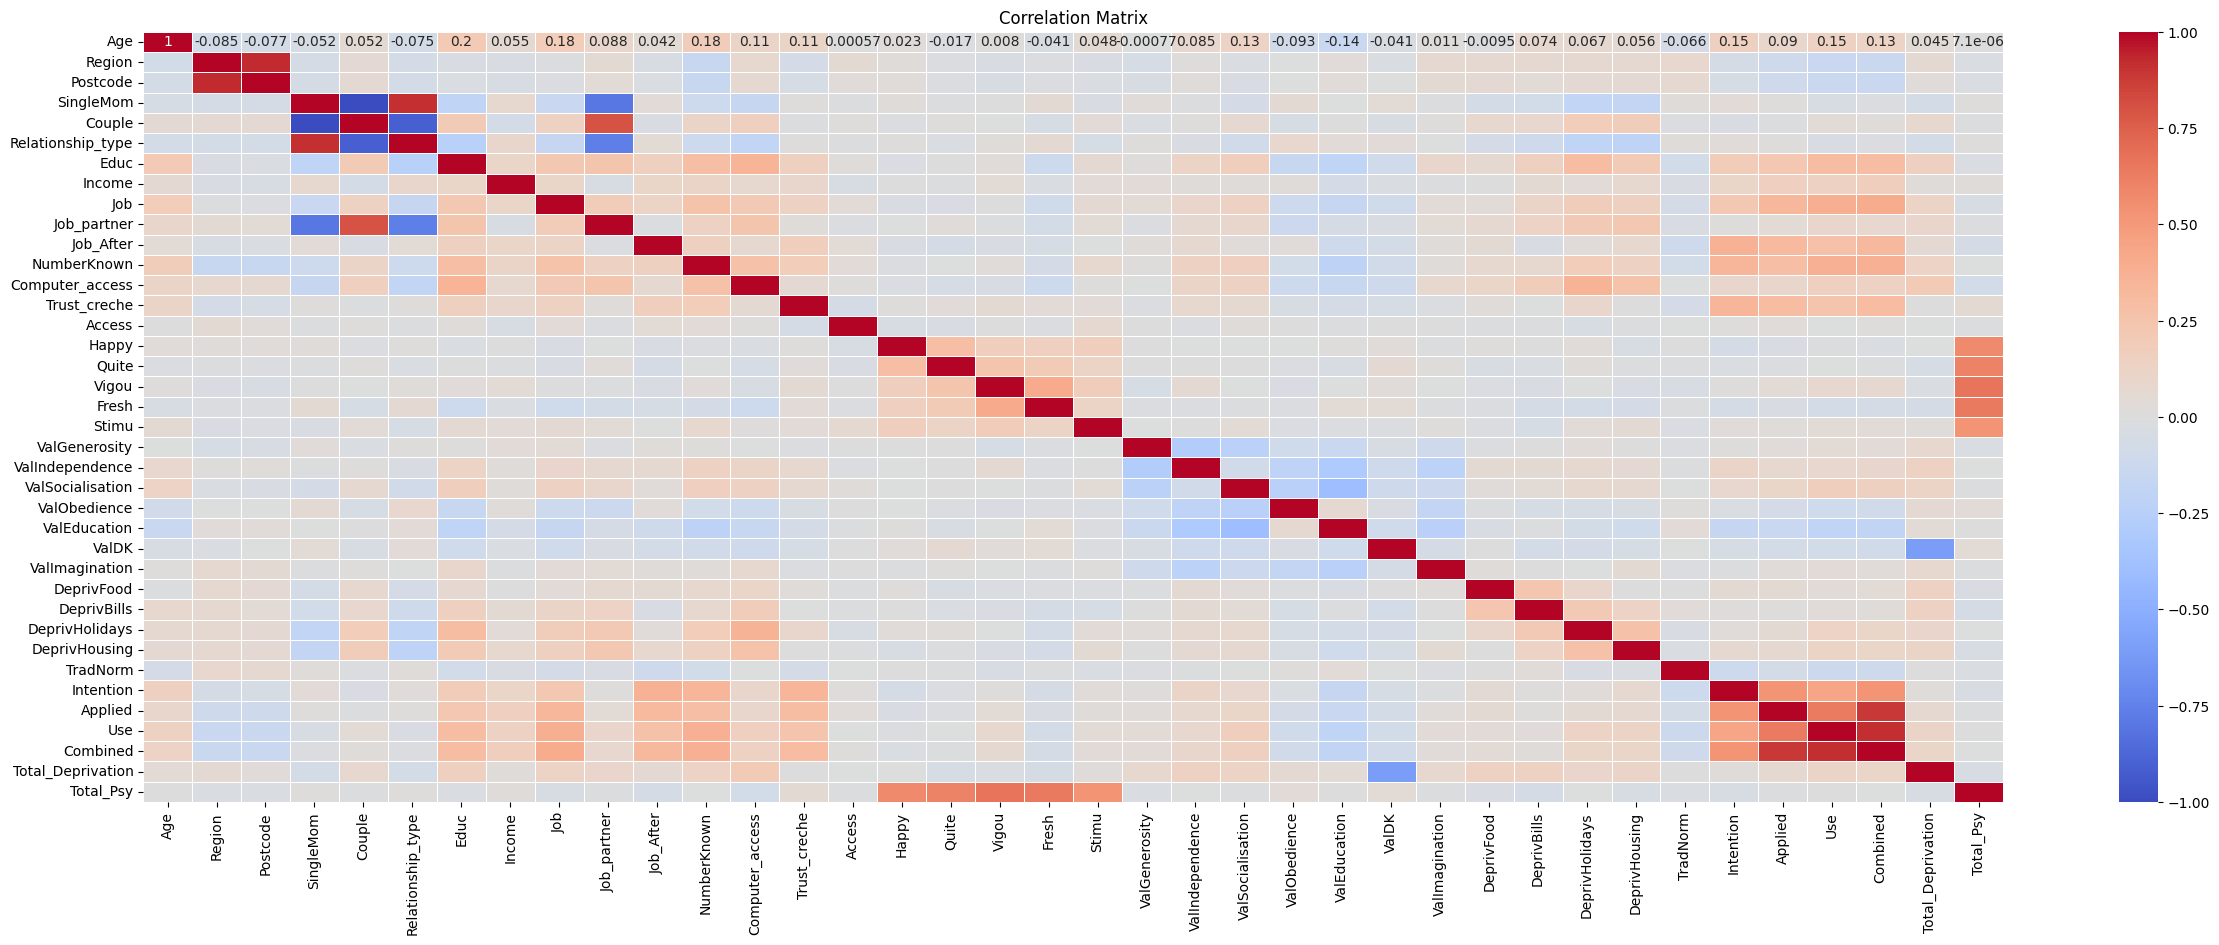 Correlation Matrix
Age 1 -0.085 -0.077 -0.052 0.052 -0.075 0.2 0.055 0.18 0.088 0.042 0.18 0.11 0.11 0.00057 0.023 -0.017 0.008 -0.041 0.048 -0.00077 0.085 0.13 -0.093 -0.14 -0.041 0.011 -0.0095 0.074 0.067 0.056 -0.066 0.15 0.09 0.15 0.13 0.045 7.1e-06
Region
Postcode
SingleMom
Couple
Relationship_type
Educ
Income
Job
Job_partner
Job_After
NumberKnown
Computer_access
Trust_creche
Access
Happy
Quite
Vigou
Fresh
Stimu
ValGenerosity
ValIndependence
ValSocialisation
ValObedience
ValEducation
ValDK
ValImagination
DeprivFood
DeprivBills
DeprivHolidays
DeprivHousing
TradNorm
Intention
Applied
Use
Combined
Total_Deprivation
Total_Psy
Age
Region
Postcode
SingleMom
Couple
Relationship_type
Educ
Income
Job
Job_partner
Job_After
NumberKnown
Computer_access
Trust_creche
Access
Happy
Quite
Vigou
Fresh
Stimu
ValGenerosity
ValIndependence
ValSocialisation
ValObedience
ValEducation
ValDK
ValImagination
DeprivFood
DeprivBills
DeprivHolidays
DeprivHousing
TradNorm
Intention
Applied
Use
Combined
Total_Deprivation
Total_Psy
1.00
0.75
0.50
0.25
0.00
−0.25
−0.50
−0.75
−1.00